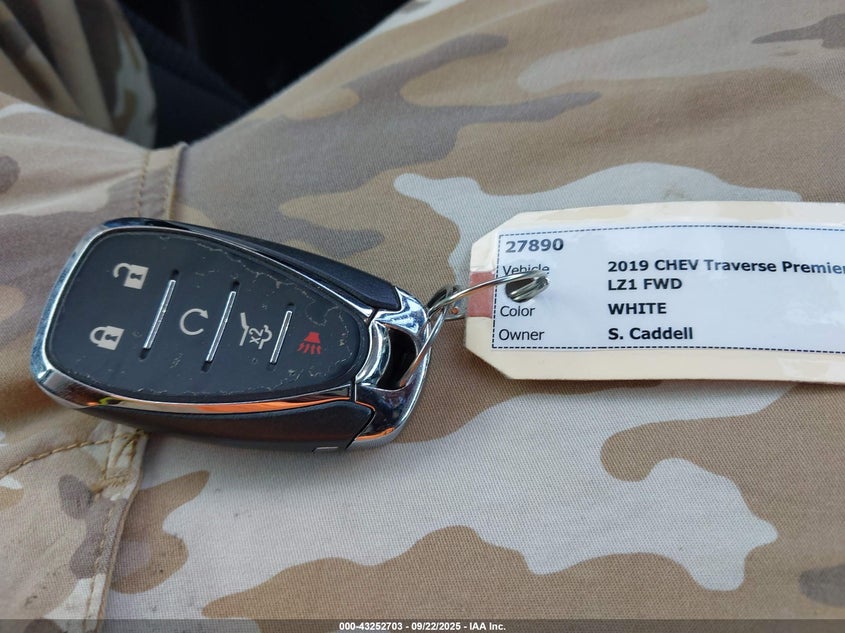 27890
Vehicle 2019 CHEV Traverse Premier
LZ1 FWD
Color WHITE
Owner S. Caddell
X2
000-43252703 - 09/22/2025 - IAA Inc.